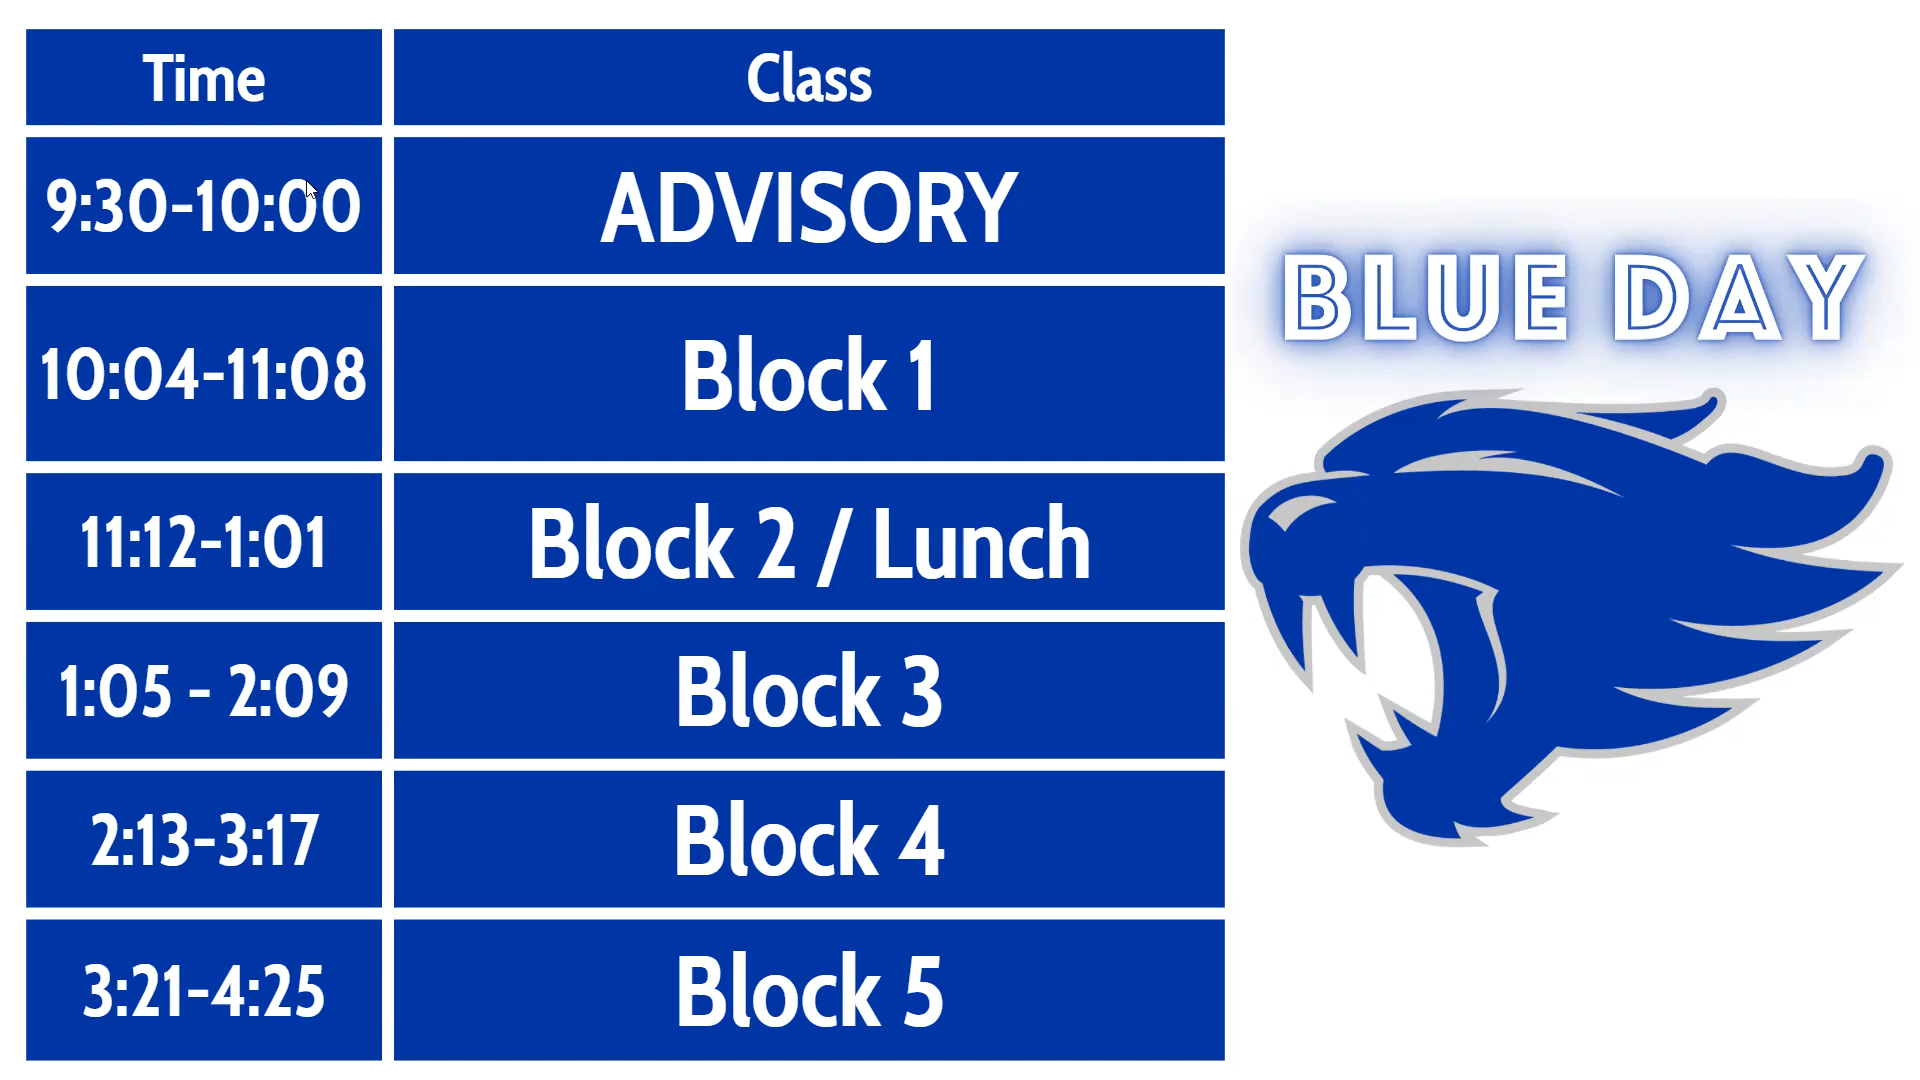 Time Class
9:30-10:00 ADVISORY
BLUE DAY
10:04-11:08 Block 1
11:12-1:01 Block 2 / Lunch
1:05 - 2:09 Block 3
2:13-3:17 Block 4
3:21-4:25 Block 5